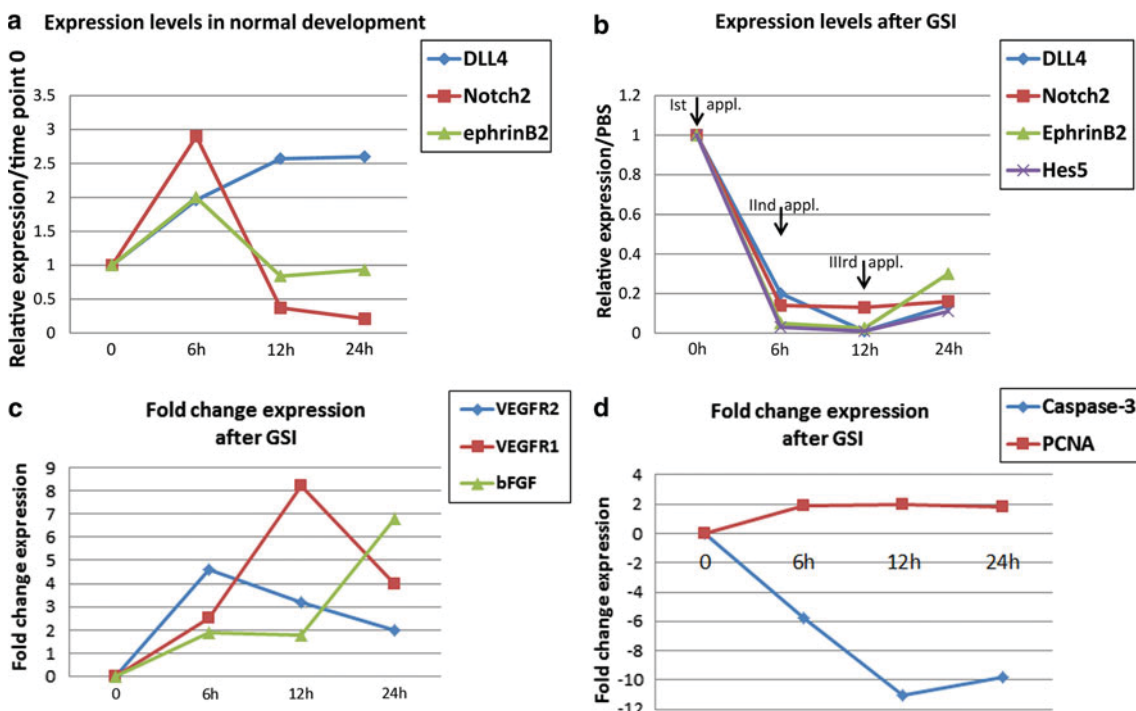 a Expression levels in normal development
DLL4
Notch2
ephrinB2
Relative expression/time point 0
3.5
3
2.5
2
1.5
1
0.5
0
0 6h 12h 24h
b Expression levels after GSI
DLL4
Notch2
EphrinB2
Hes5
Relative expression/PBS
1.2
1
0.8
0.6
0.4
0.2
0
Ist appl.
IInd appl.
IIIrd appl.
0h 6h 12h 24h
c Fold change expression
after GSI
VEGFR2
VEGFR1
bFGF
Fold change expression
9
8
7
6
5
4
3
2
1
0
0 6h 12h 24h
d Fold change expression
after GSI
Caspase-3
PCNA
Fold change expression
4
2
0
-2
-4
-6
-8
-10
-12
0 6h 12h 24h